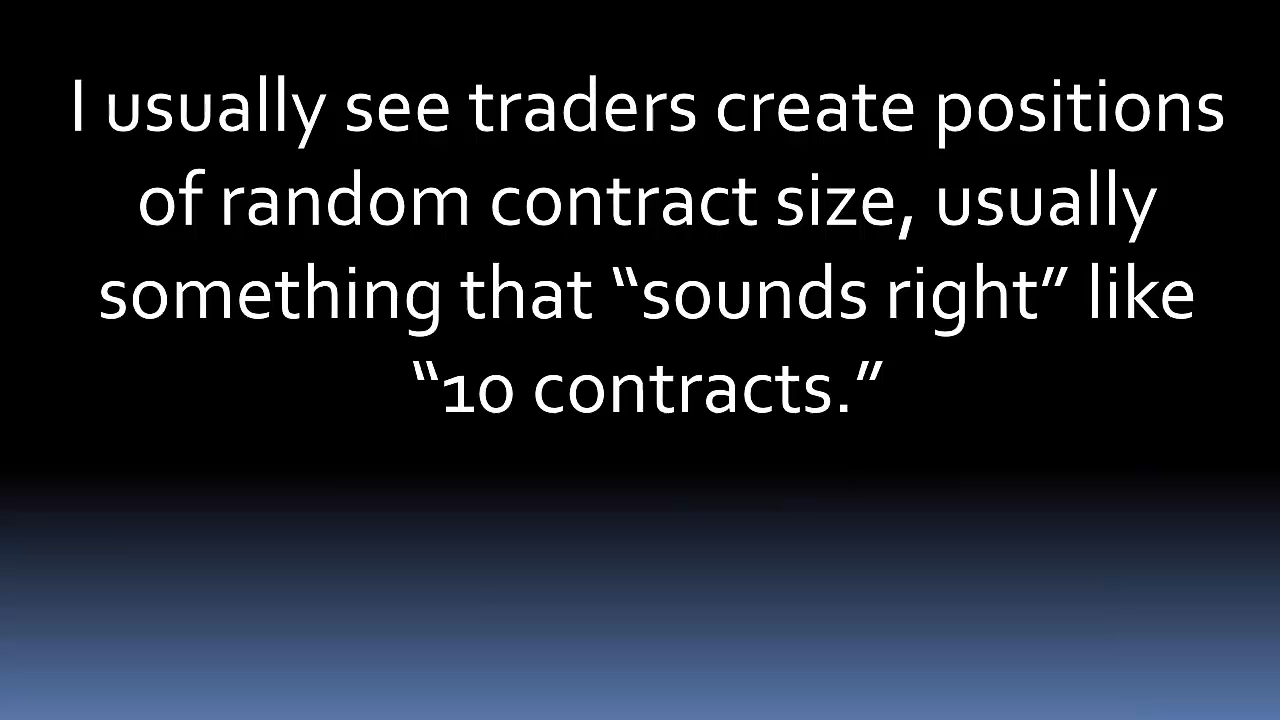 I usually see traders create positions
of random contract size, usually
something that “sounds right” like
“10 contracts.”